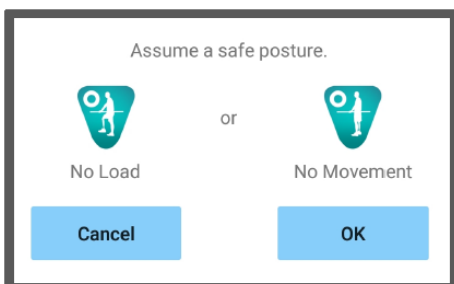 Assume a safe posture.
or
No Load
No Movement
Cancel
OK